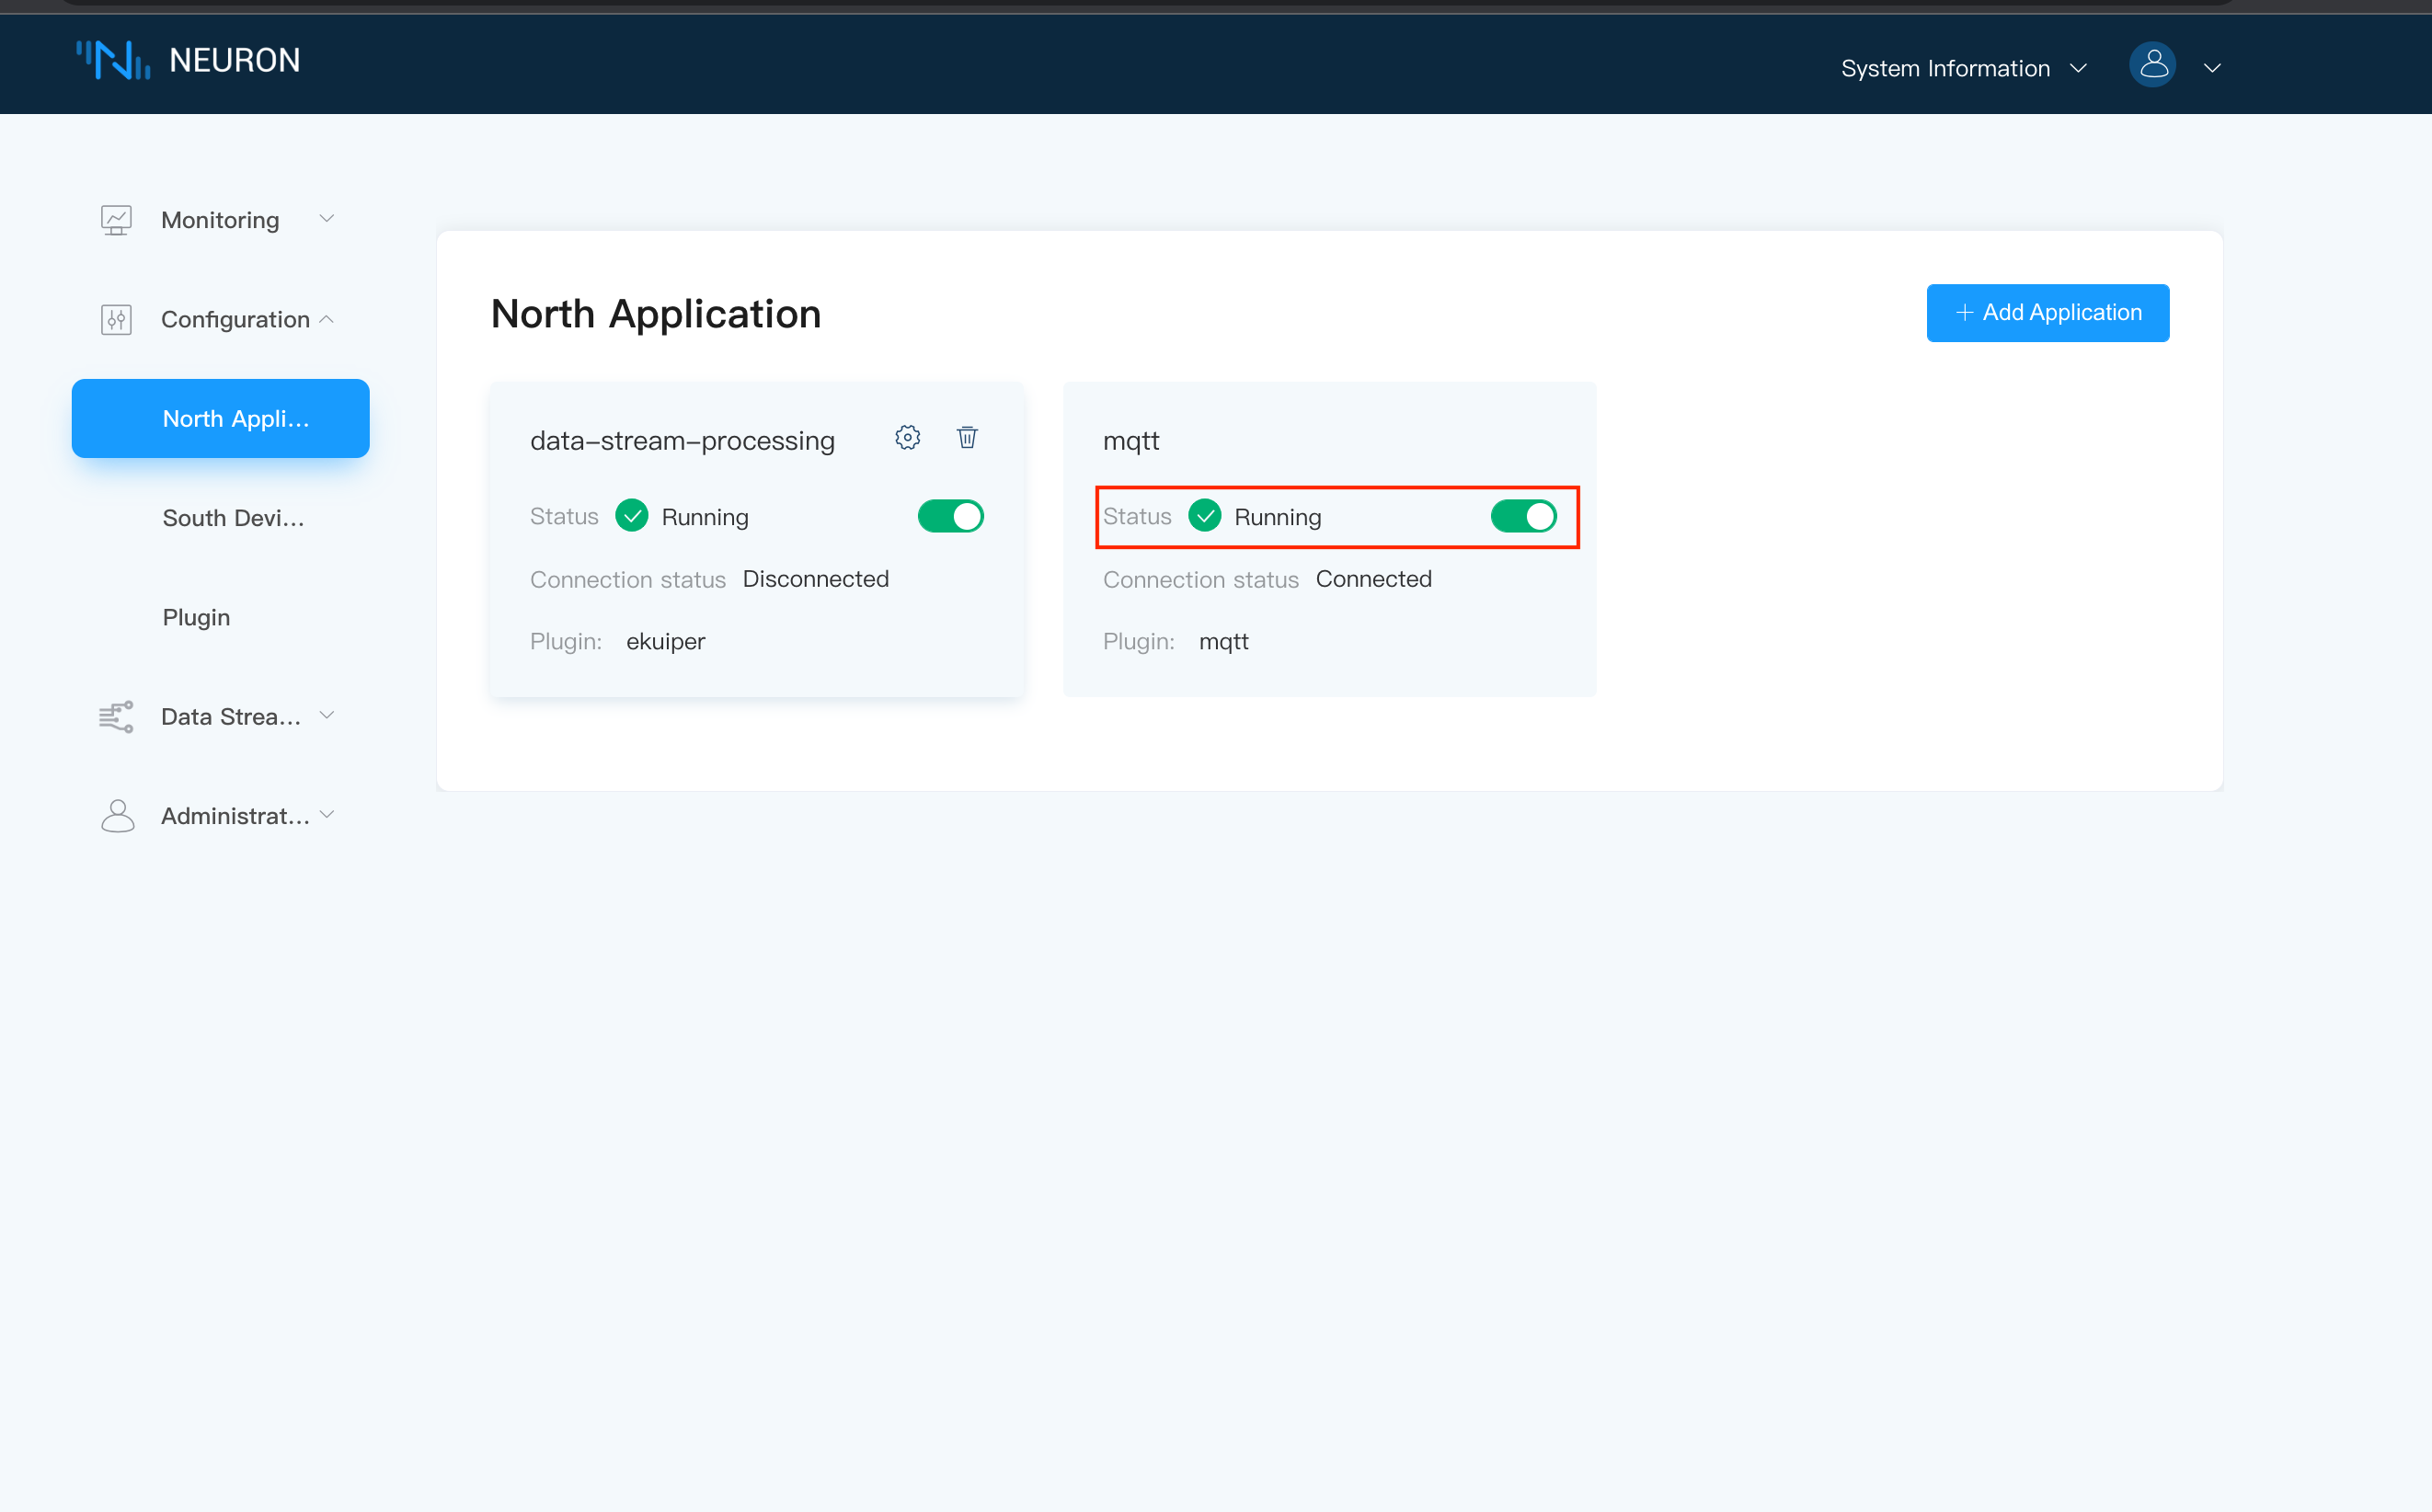 NEURON
System Information
Monitoring
Configuration
North Appli...
South Devi...
Plugin
Data Strea...
Administrat...
North Application
+ Add Application
data-stream-processing
Status Running
Connection status Disconnected
Plugin: ekuiper
mqtt
Status Running
Connection status Connected
Plugin: mqtt